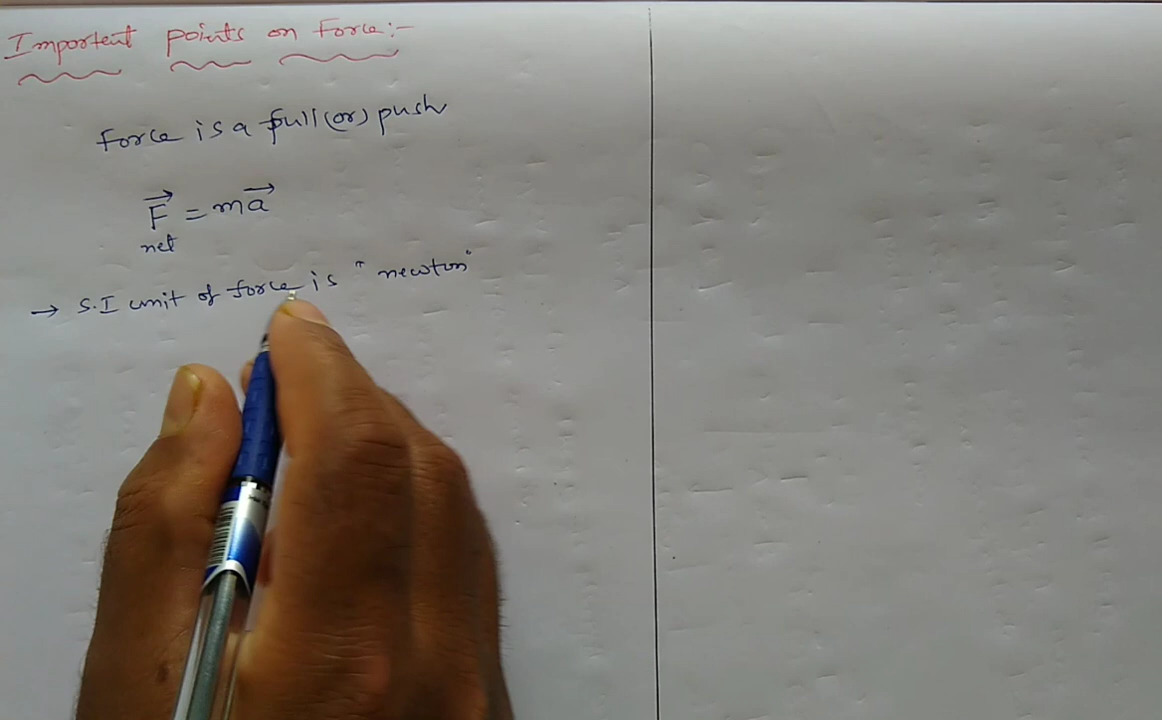 Importent points on Force:-
Force is a pull (or) push
F = ma
net
→ S.I unit of force is "newton"